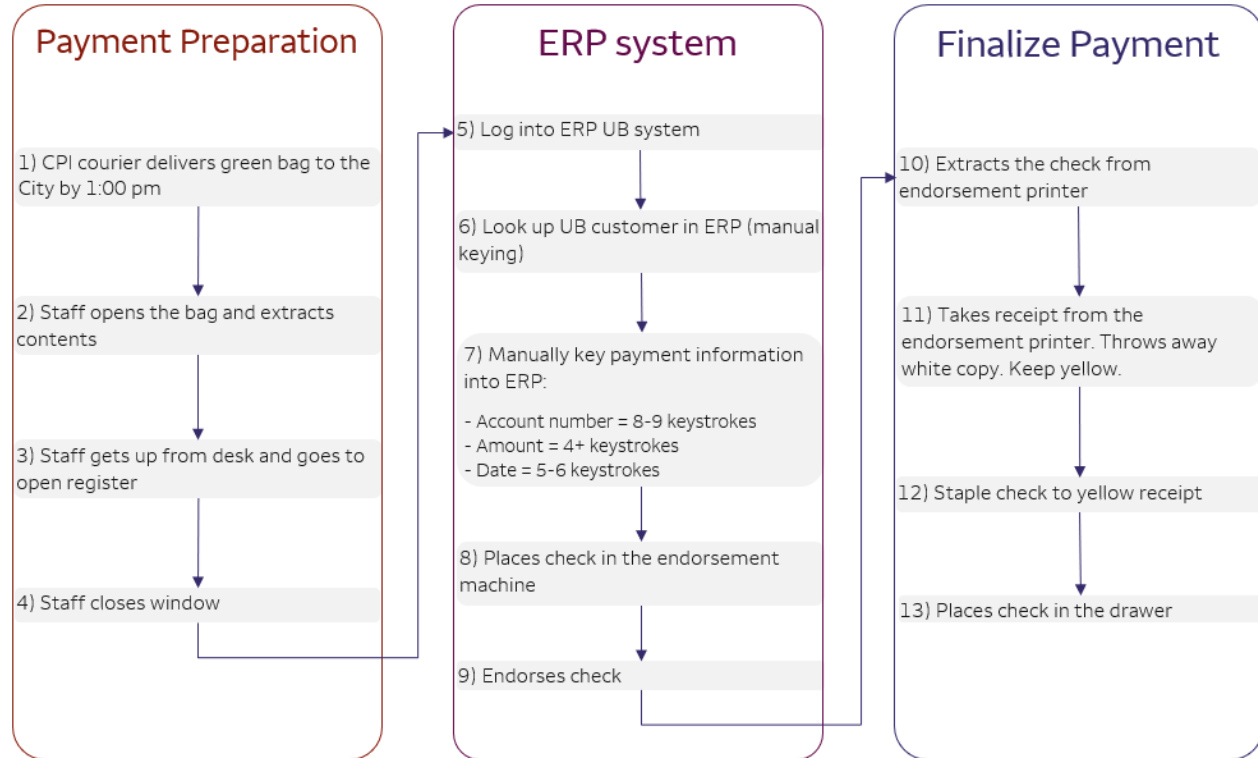 Payment Preparation
1) CPI courier delivers green bag to the
City by 1:00 pm
2) Staff opens the bag and extracts
contents
3) Staff gets up from desk and goes to
open register
4) Staff closes window
ERP system
5) Log into ERP UB system
6) Look up UB customer in ERP (manual
keying)
7) Manually key payment information
into ERP:
- Account number = 8-9 keystrokes
- Amount = 4+ keystrokes
- Date = 5-6 keystrokes
8) Places check in the endorsement
machine
9) Endorses check
Finalize Payment
10) Extracts the check from
endorsement printer
11) Takes receipt from the
endorsement printer. Throws away
white copy. Keep yellow.
12) Staple check to yellow receipt
13) Places check in the drawer